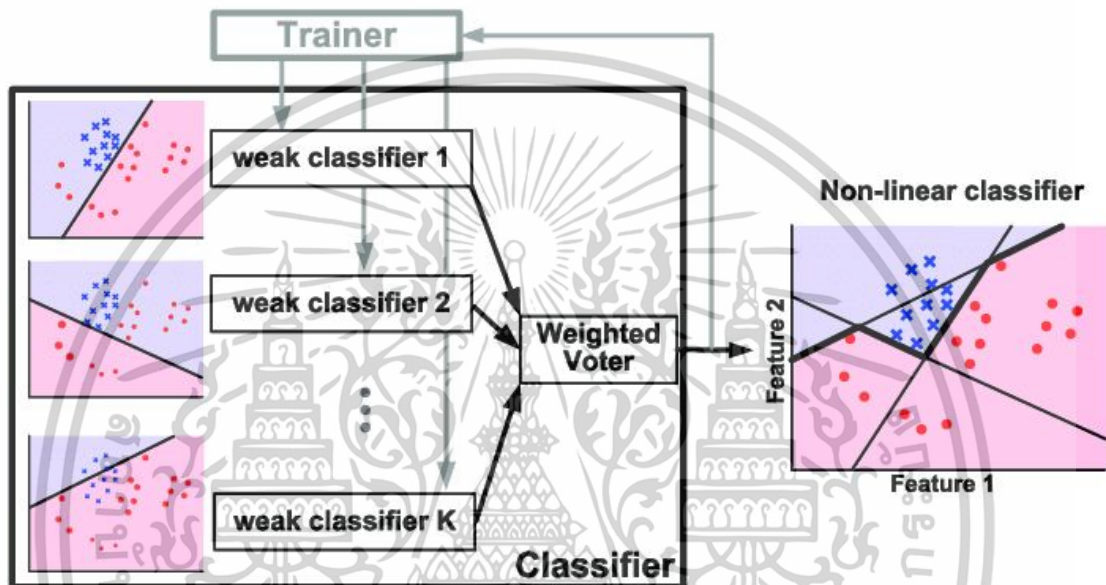 Trainer
weak classifier 1
weak classifier 2
weak classifier K
Weighted
Voter
Classifier
Non-linear classifier
Feature 2
Feature 1